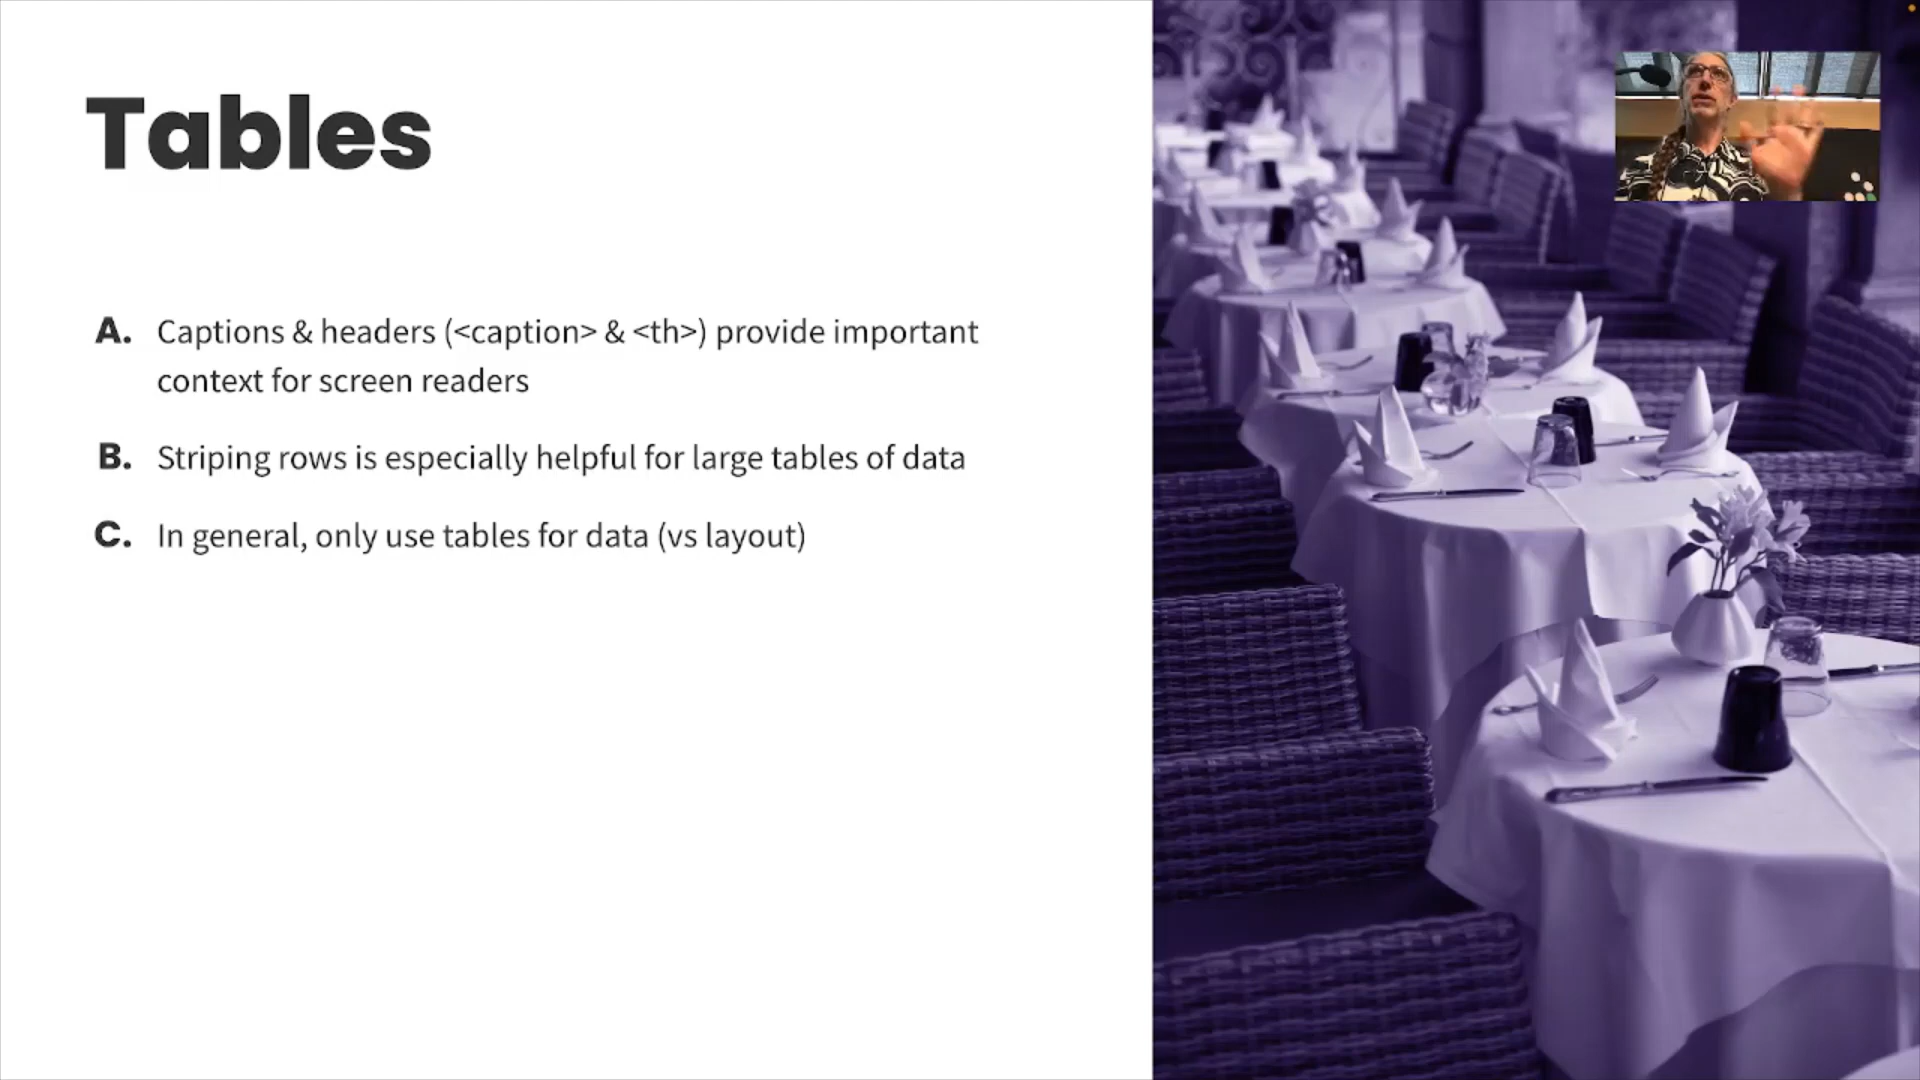 Tables
A. Captions & headers (<caption> & <th>) provide important
context for screen readers
B. Striping rows is especially helpful for large tables of data
C. In general, only use tables for data (vs layout)